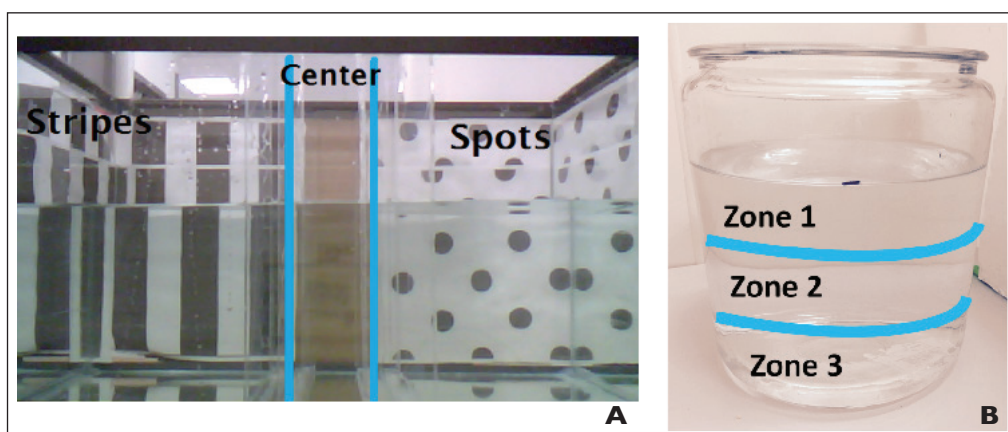 Stripes
Center
Spots
A
Zone 1
Zone 2
Zone 3
B